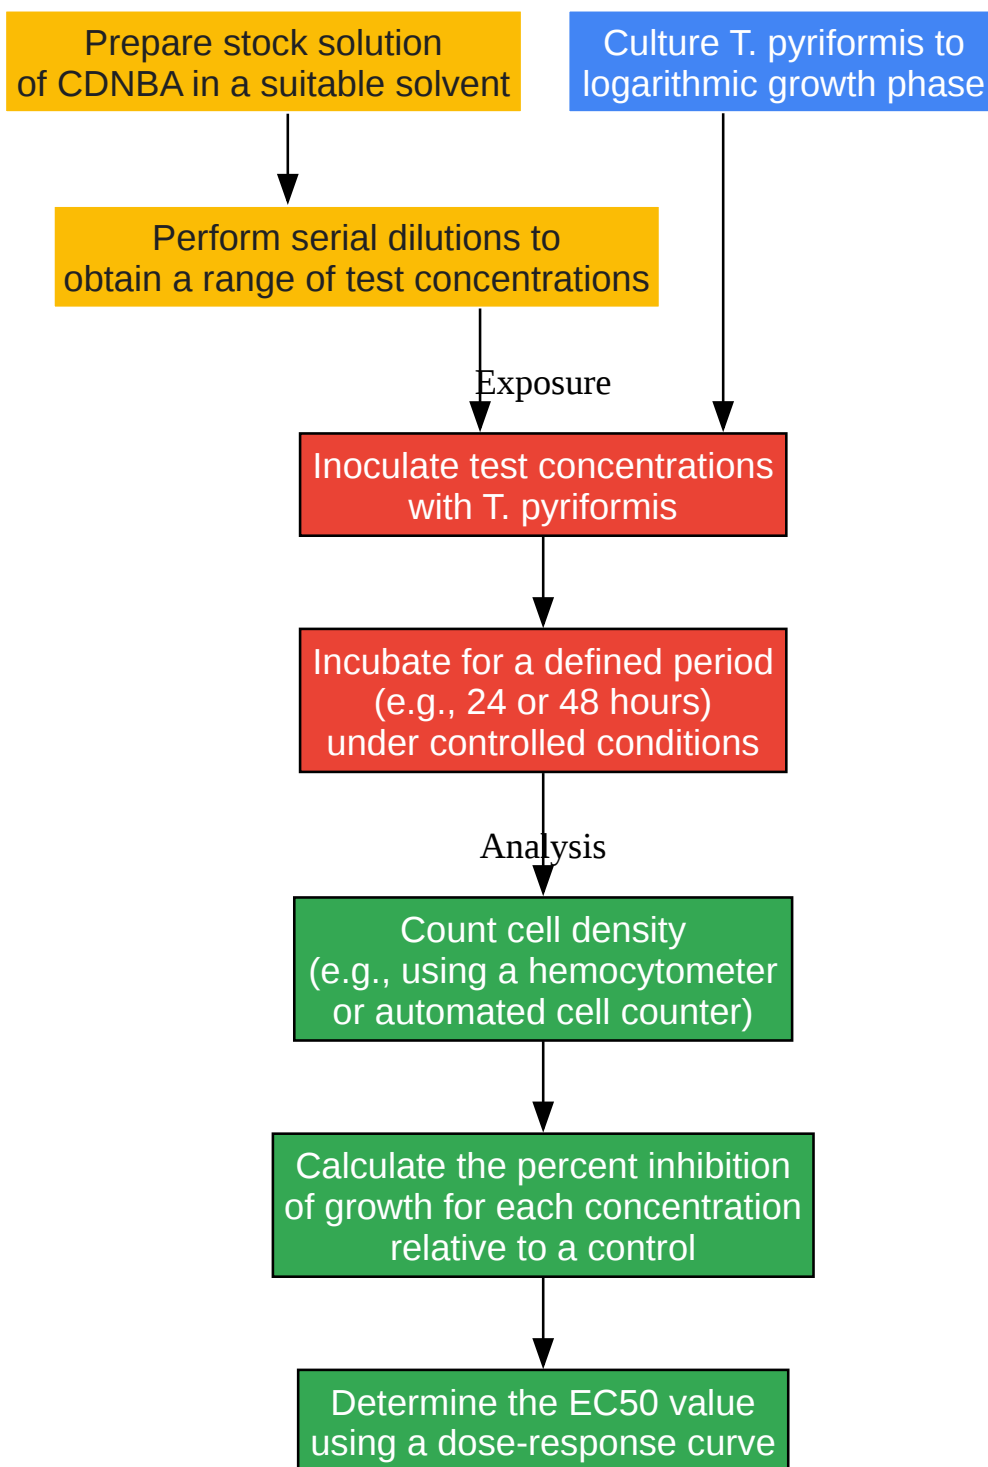 Prepare stock solution
of CDNBA in a suitable solvent
Culture T. pyriformis to
logarithmic growth phase
Perform serial dilutions to
obtain a range of test concentrations
Exposure
Inoculate test concentrations
with T. pyriformis
Incubate for a defined period
(e.g., 24 or 48 hours)
under controlled conditions
Analysis
Count cell density
(e.g., using a hemocytometer
or automated cell counter)
Calculate the percent inhibition
of growth for each concentration
relative to a control
Determine the EC50 value
using a dose-response curve